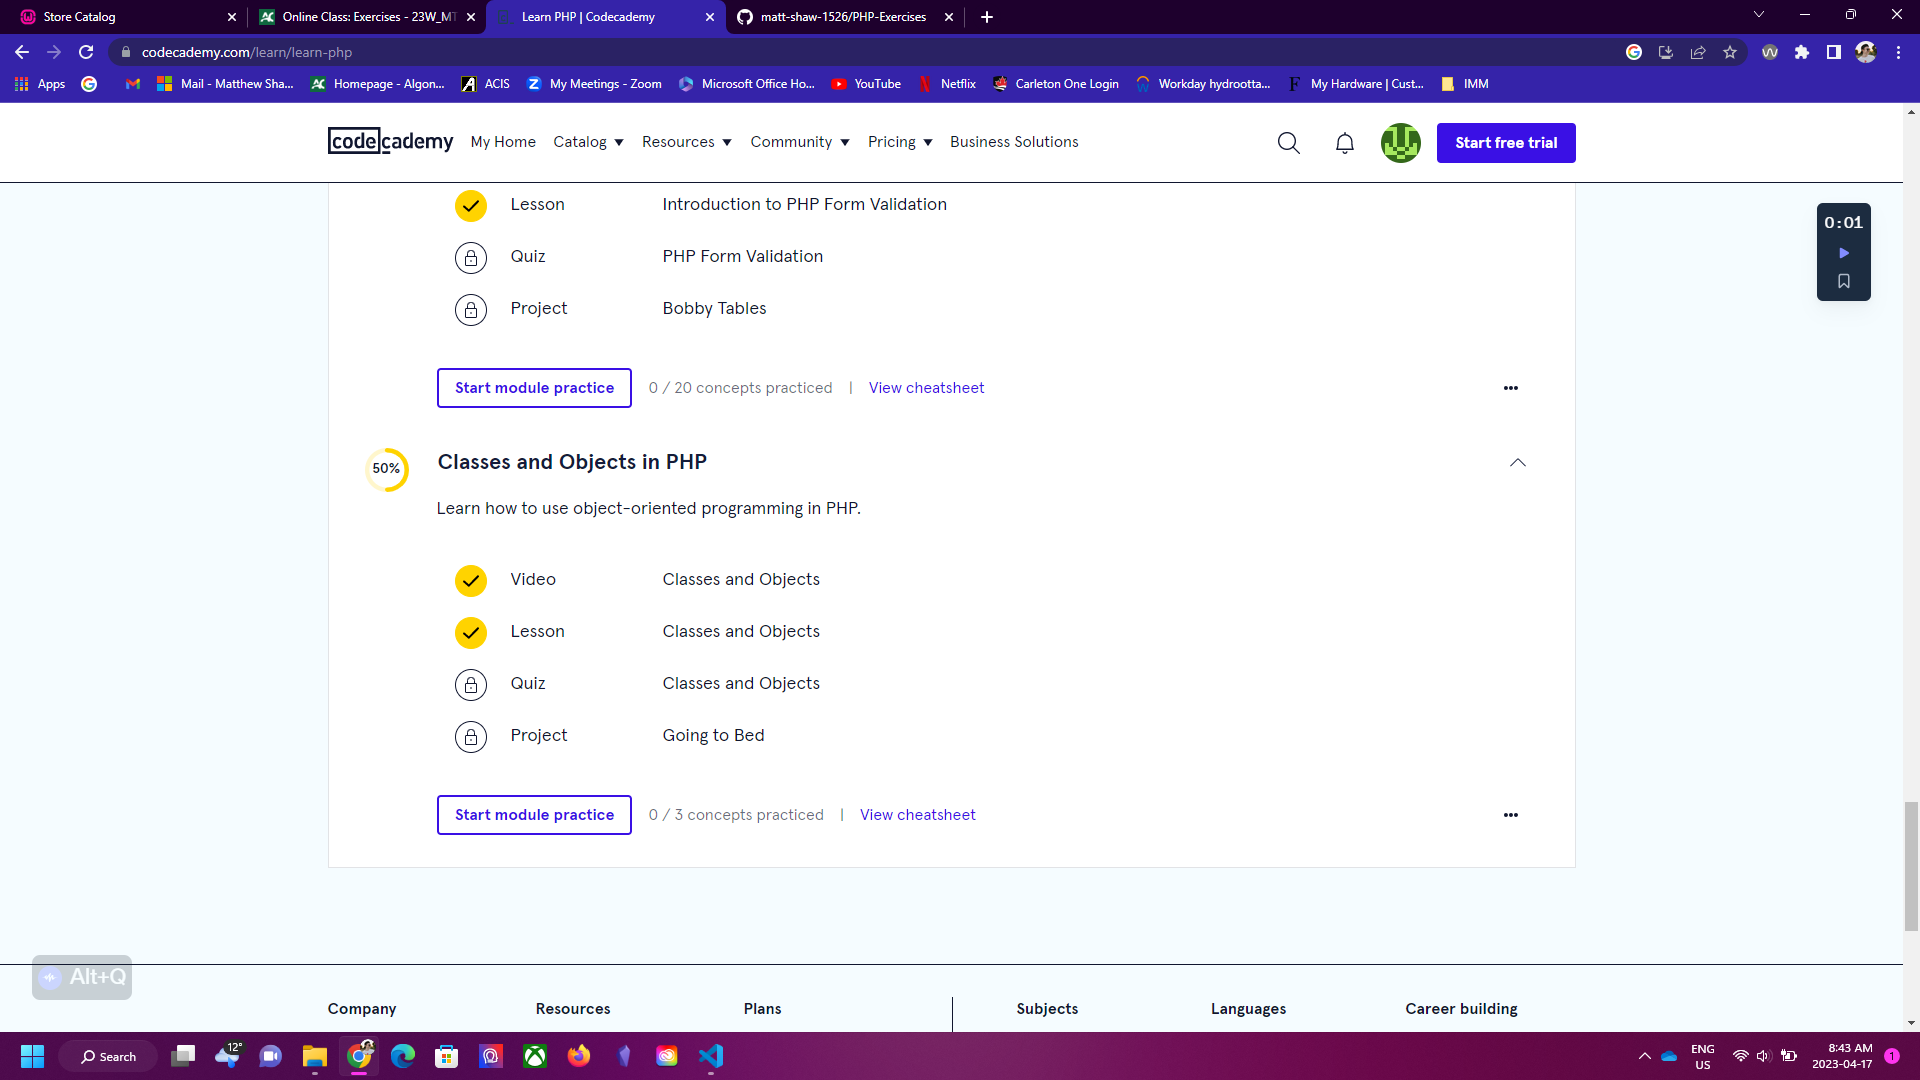 Store Catalog
Online Class: Exercises - 23W_MT
Learn PHP | Codecademy
matt-shaw-1526/PHP-Exercises
codecademy.com/learn/learn-php
Apps
Mail - Matthew Sha...
Homepage - Algon...
ACIS
My Meetings - Zoom
Microsoft Office Ho...
YouTube
Netflix
Carleton One Login
Workday hydrootta...
My Hardware | Cust...
IMM
codecademy
My Home
Catalog
Resources
Community
Pricing
Business Solutions
Start free trial
Lesson Introduction to PHP Form Validation
Quiz PHP Form Validation
Project Bobby Tables
0:01
Start module practice 0 / 20 concepts practiced | View cheatsheet
50% Classes and Objects in PHP
Learn how to use object-oriented programming in PHP.
Video Classes and Objects
Lesson Classes and Objects
Quiz Classes and Objects
Project Going to Bed
Start module practice 0 / 3 concepts practiced | View cheatsheet
Alt+Q
Company Resources Plans Subjects Languages Career building
Search
12°
ENG
US
8:43 AM
2023-04-17
1